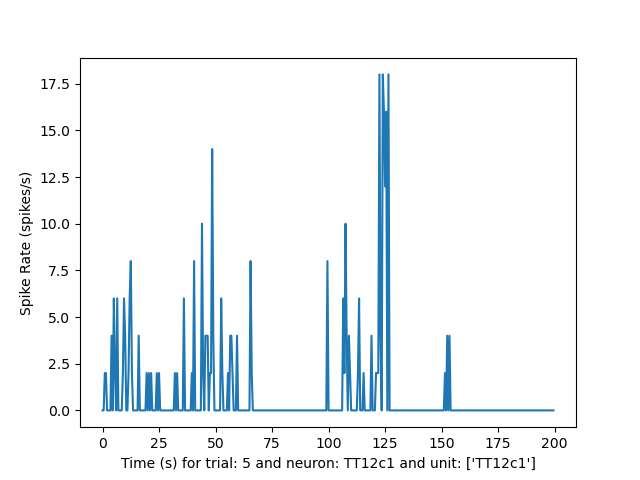 17.5
15.0
12.5
10.0
7.5
5.0
2.5
0.0
Spike Rate (spikes/s)
0 25 50 75 100 125 150 175 200
Time (s) for trial: 5 and neuron: TT12c1 and unit: ['TT12c1']